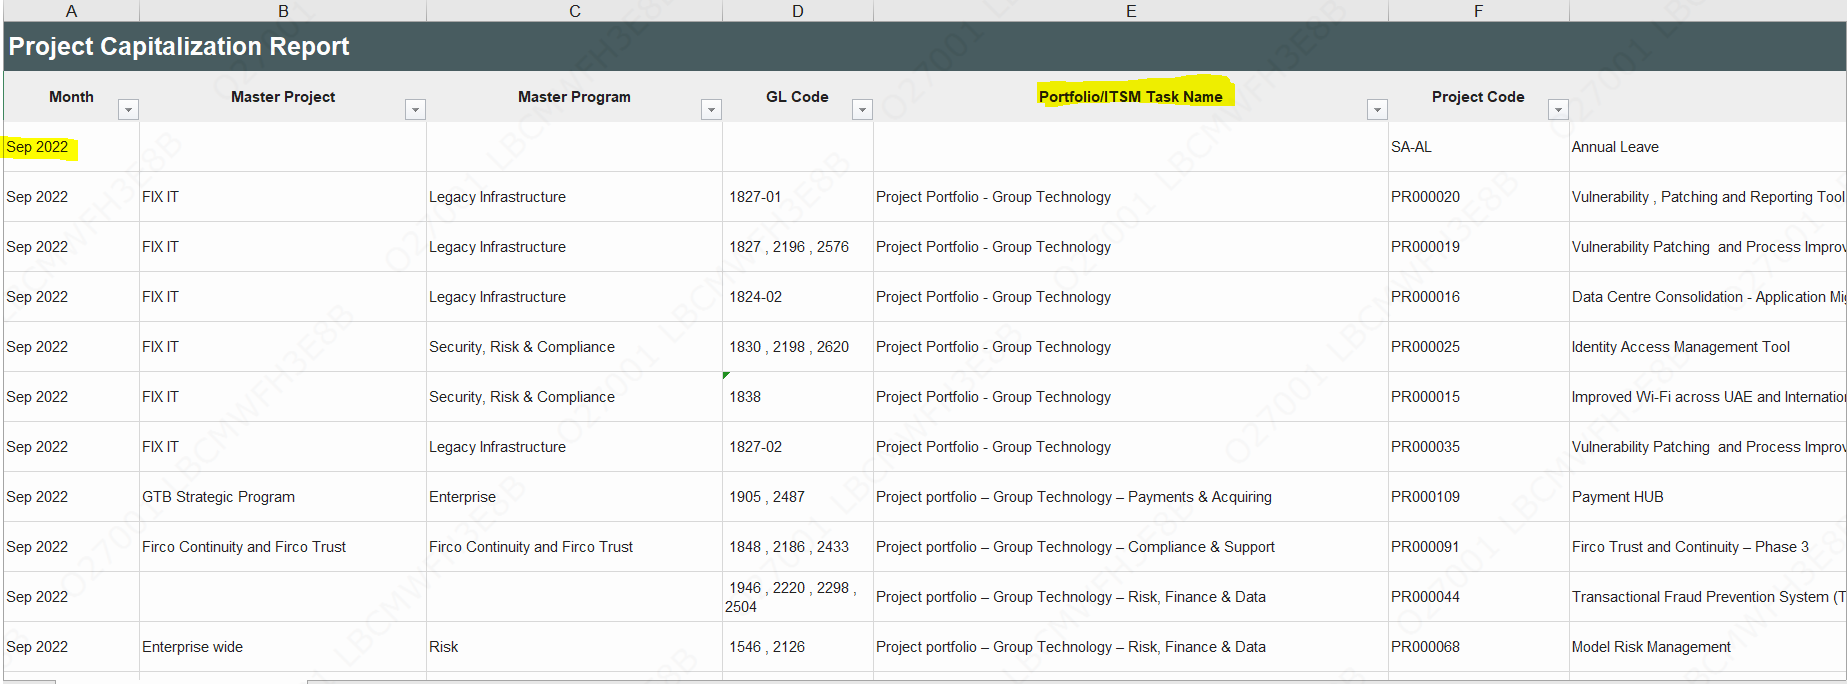 A B C D E F
Project Capitalization Report
Month Master Project Master Program GL Code Portfolio/ITSM Task Name Project Code
Sep 2022 SA-AL Annual Leave
Sep 2022 FIX IT Legacy Infrastructure 1827-01 Project Portfolio - Group Technology PR000020 Vulnerability , Patching and Reporting Tool
Sep 2022 FIX IT Legacy Infrastructure 1827 , 2196 , 2576 Project Portfolio - Group Technology PR000019 Vulnerability Patching and Process Improv
Sep 2022 FIX IT Legacy Infrastructure 1824-02 Project Portfolio - Group Technology PR000016 Data Centre Consolidation - Application Mig
Sep 2022 FIX IT Security, Risk & Compliance 1830 , 2198 , 2620 Project Portfolio - Group Technology PR000025 Identity Access Management Tool
Sep 2022 FIX IT Security, Risk & Compliance 1838 Project Portfolio - Group Technology PR000015 Improved Wi-Fi across UAE and Internation
Sep 2022 FIX IT Legacy Infrastructure 1827-02 Project Portfolio - Group Technology PR000035 Vulnerability Patching and Process Improv
Sep 2022 GTB Strategic Program Enterprise 1905 , 2487 Project portfolio – Group Technology – Payments & Acquiring PR000109 Payment HUB
Sep 2022 Firco Continuity and Firco Trust Firco Continuity and Firco Trust 1848 , 2186 , 2433 Project portfolio – Group Technology – Compliance & Support PR000091 Firco Trust and Continuity – Phase 3
Sep 2022 1946 , 2220 , 2298 , Project portfolio – Group Technology – Risk, Finance & Data PR000044 Transactional Fraud Prevention System (T
2504
Sep 2022 Enterprise wide Risk 1546 , 2126 Project portfolio – Group Technology – Risk, Finance & Data PR000068 Model Risk Management
O27001 LBCMWFH3E8B